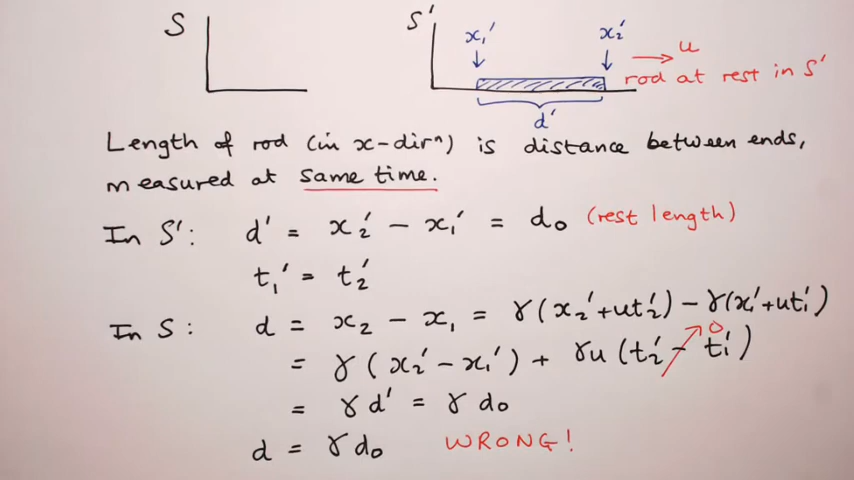 S
S′
x₁′ x₂′
→ u
rod at rest in S′
d′
Length of rod (in x-dirⁿ) is distance between ends,
measured at same time.
In S′: d′ = x₂′ − x₁′ = d₀ (rest length)
t₁′ = t₂′
In S: d = x₂ − x₁ = γ(x₂′+ut₂′) − γ(x₁′+ut₁′)
= γ(x₂′−x₁′) + γu(t₂′ − t₁′) 0
= γd′ = γd₀
d = γd₀ WRONG!